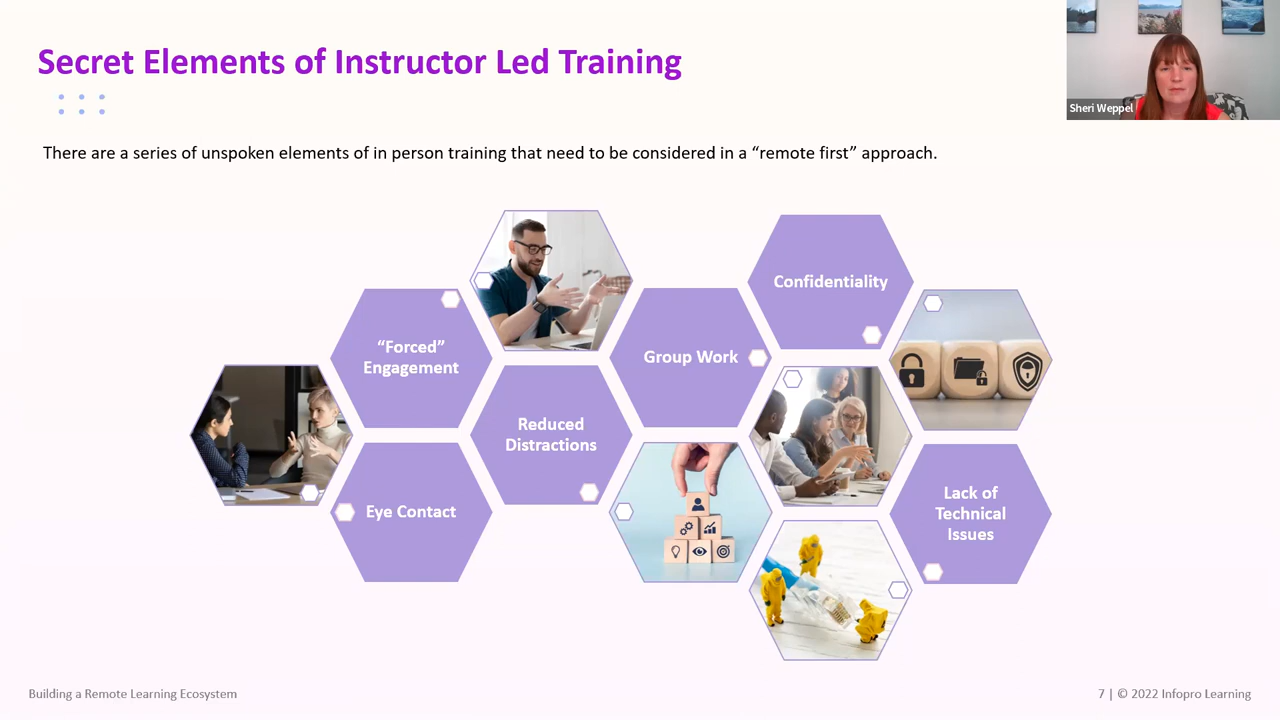 Secret Elements of Instructor Led Training
Sheri Weppel
There are a series of unspoken elements of in person training that need to be considered in a “remote first” approach.
Confidentiality
“Forced”
Engagement
Group Work
Reduced
Distractions
Eye Contact
Lack of
Technical
Issues
Building a Remote Learning Ecosystem
7 | © 2022 Infopro Learning